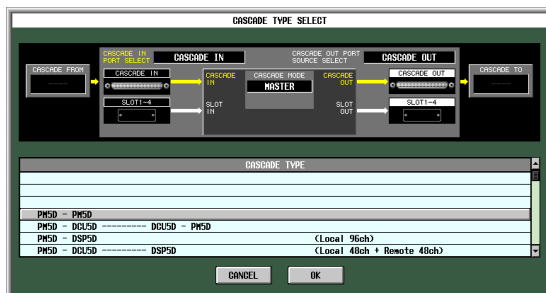 CASCADE TYPE SELECT
CASCADE IN PORT SELECT
CASCADE IN
CASCADE OUT PORT SOURCE SELECT
CASCADE OUT
CASCADE FROM
-----
CASCADE IN
SLOT1-4
CASCADE IN
SLOT IN
CASCADE MODE
MASTER
CASCADE OUT
SLOT OUT
CASCADE OUT
SLOT1-4
CASCADE TO
-----
CASCADE TYPE
PM5D - PM5D
PM5D - DCU5D --------- DCU5D - PM5D
PM5D - DSP5D (Local 96ch)
PM5D - DCU5D --------- DSP5D (Local 48ch + Remote 48ch)
CANCEL
OK